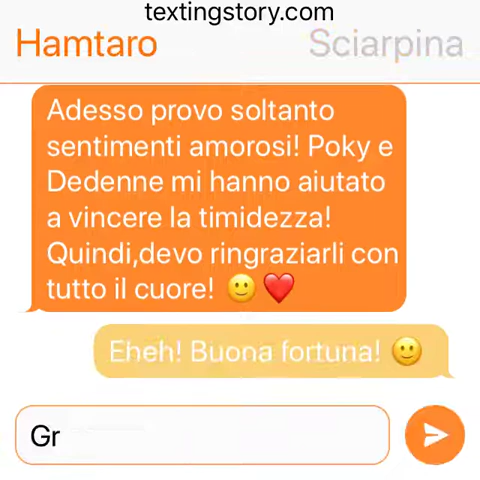 textingstory.com
Hamtaro
Sciarpina
Adesso provo soltanto
sentimenti amorosi! Poky e
Dedenne mi hanno aiutato
a vincere la timidezza!
Quindi,devo ringraziarli con
tutto il cuore! 🙂❤️
Eheh! Buona fortuna! 🙂
Gr